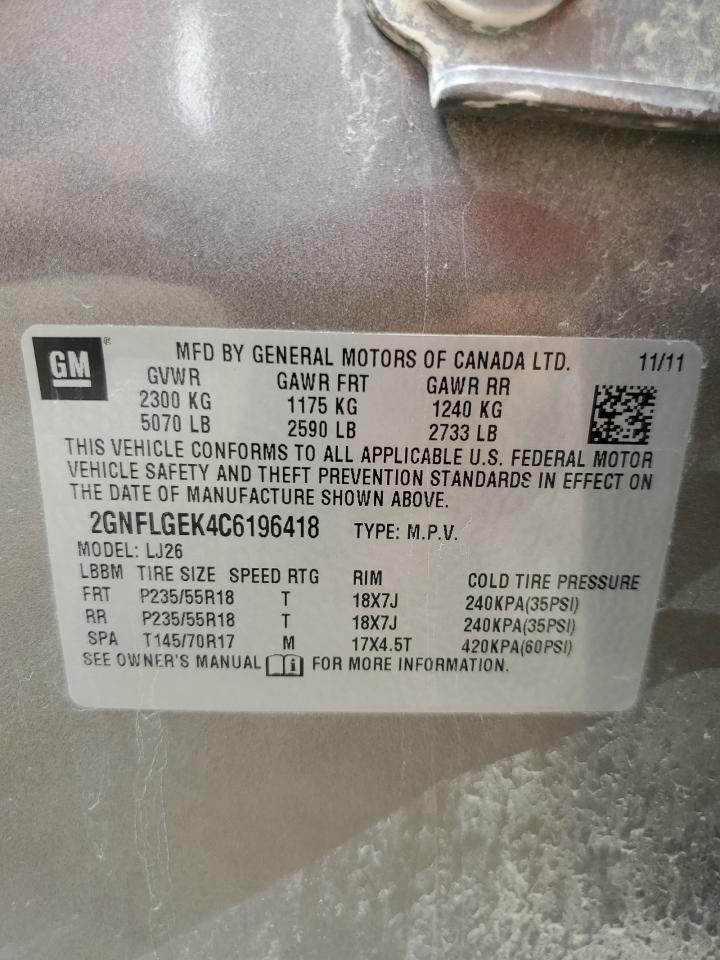 GM®
MFD BY GENERAL MOTORS OF CANADA LTD. 11/11
GVWR GAWR FRT GAWR RR
2300 KG 1175 KG 1240 KG
5070 LB 2590 LB 2733 LB
THIS VEHICLE CONFORMS TO ALL APPLICABLE U.S. FEDERAL MOTOR
VEHICLE SAFETY AND THEFT PREVENTION STANDARDS IN EFFECT ON
THE DATE OF MANUFACTURE SHOWN ABOVE.
2GNFLGEK4C6196418 TYPE: M.P.V.
MODEL: LJ26
LBBM TIRE SIZE SPEED RTG RIM COLD TIRE PRESSURE
FRT P235/55R18 T 18X7J 240KPA(35PSI)
RR P235/55R18 T 18X7J 240KPA(35PSI)
SPA T145/70R17 M 17X4.5T 420KPA(60PSI)
SEE OWNER'S MANUAL i FOR MORE INFORMATION.